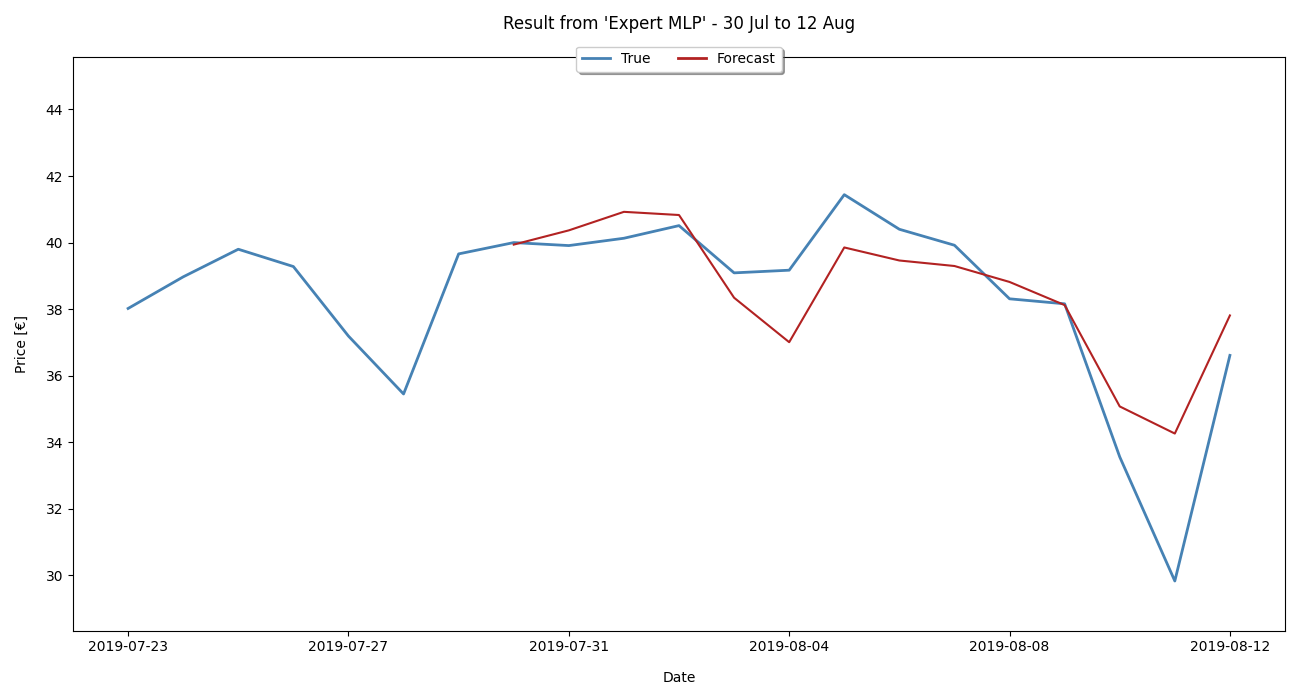 Result from 'Expert MLP' - 30 Jul to 12 Aug
True Forecast
44
42
40
38
36
34
32
30
Price [€]
2019-07-23 2019-07-27 2019-07-31 2019-08-04 2019-08-08 2019-08-12
Date